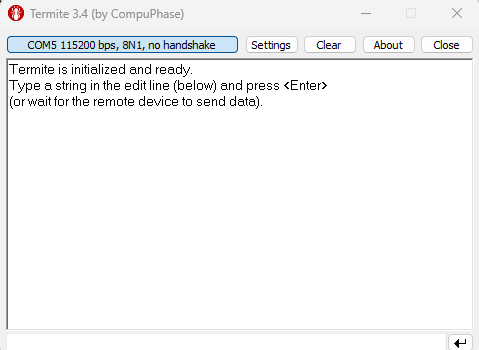 Termite 3.4 (by CompuPhase)
COM5 115200 bps, 8N1, no handshake
Settings
Clear
About
Close
Termite is initialized and ready.
Type a string in the edit line (below) and press <Enter>
(or wait for the remote device to send data).